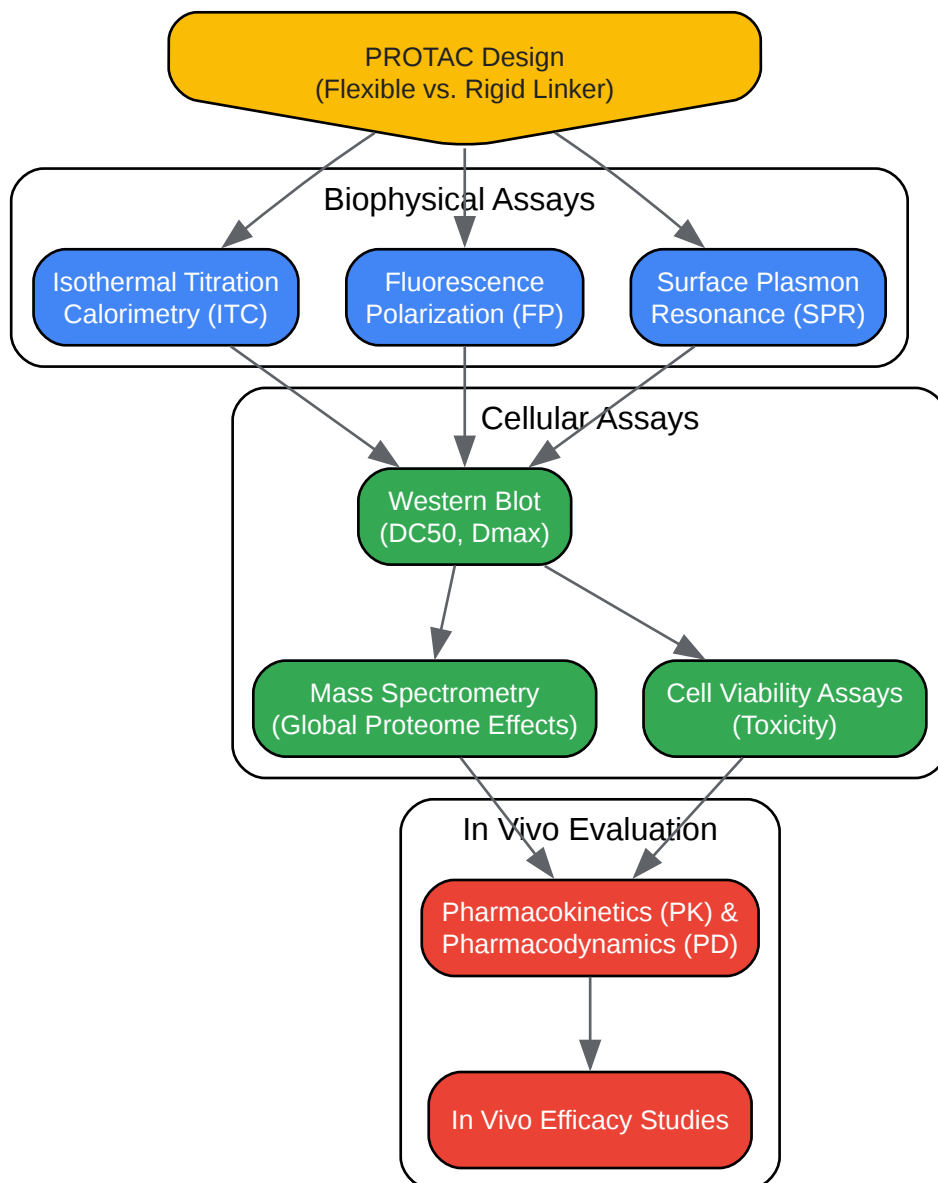 PROTAC Design
(Flexible vs. Rigid Linker)
Biophysical Assays
Isothermal Titration
Calorimetry (ITC)
Fluorescence
Polarization (FP)
Surface Plasmon
Resonance (SPR)
Cellular Assays
Western Blot
(DC50, Dmax)
Mass Spectrometry
(Global Proteome Effects)
Cell Viability Assays
(Toxicity)
In Vivo Evaluation
Pharmacokinetics (PK) &
Pharmacodynamics (PD)
In Vivo Efficacy Studies